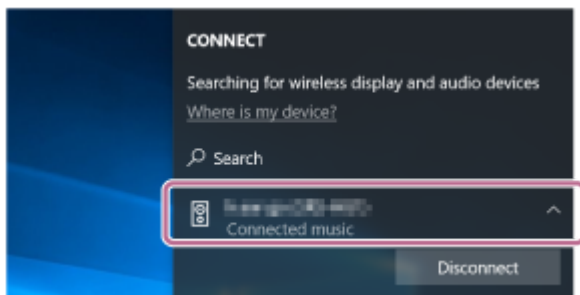 CONNECT
Searching for wireless display and audio devices
Where is my device?
Search
Connected music
Disconnect